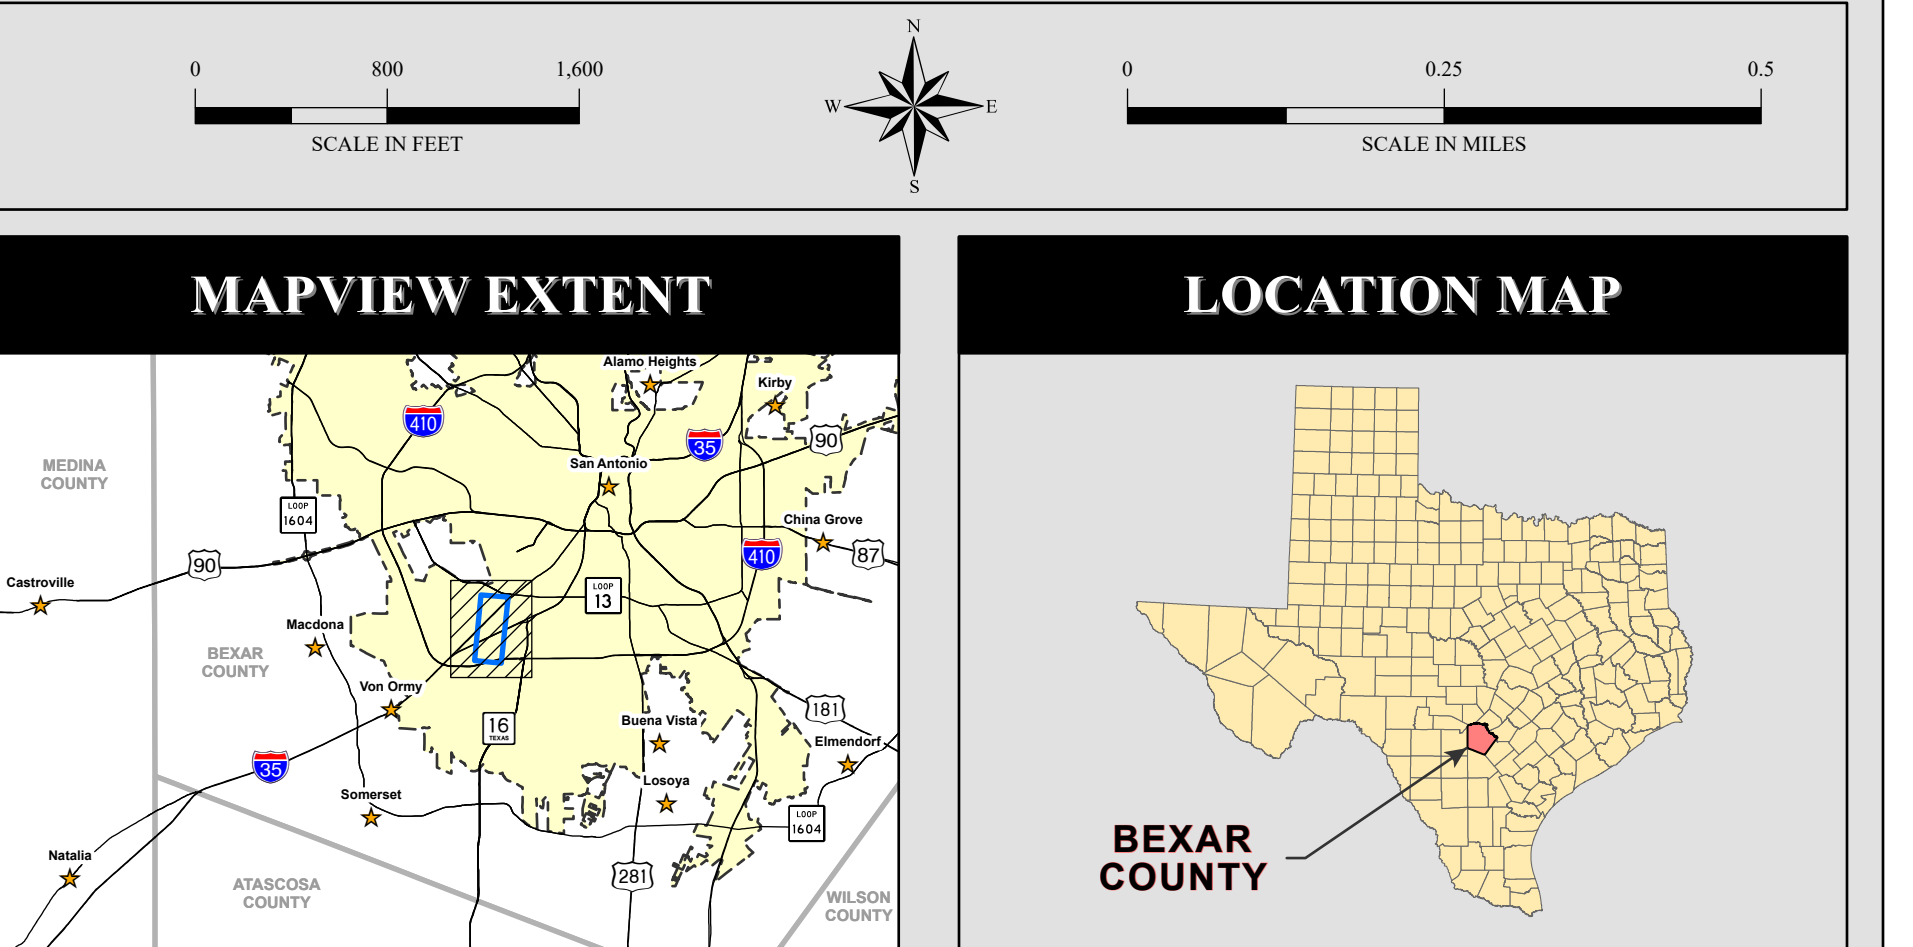 N
0 800 1,600
SCALE IN FEET
W E
S
0 0.25 0.5
SCALE IN MILES
MAPVIEW EXTENT
Alamo Heights
Kirby
410
35
90
San Antonio
MEDINA
COUNTY
LOOP
1604
China Grove
410
87
90
Castroville
LOOP
13
Macdona
BEXAR
COUNTY
Von Ormy
181
16
TEXAS
Buena Vista
Elmendorf
35
Losoya
Somerset
LOOP
1604
Natalia
281
ATASCOSA
COUNTY
WILSON
COUNTY
LOCATION MAP
BEXAR
COUNTY